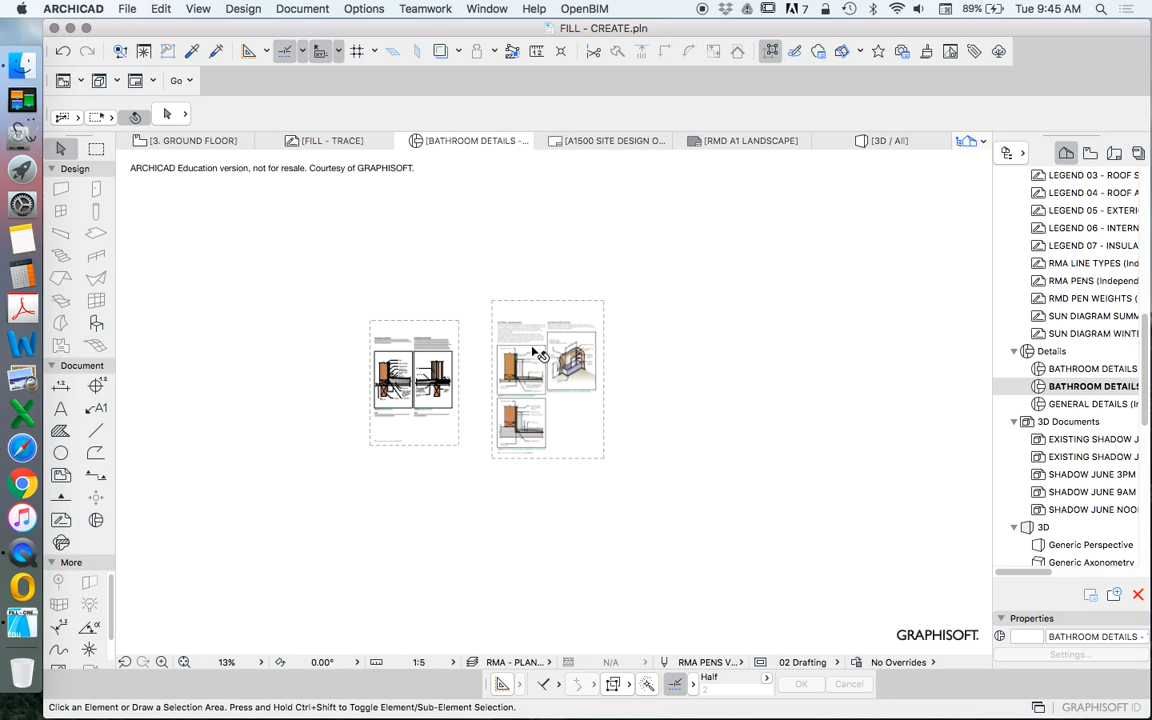 ARCHICAD File Edit View Design Document Options Teamwork Window Help OpenBIM
7 89% Tue 9:45 AM
FILL - CREATE.pln
Go
[3. GROUND FLOOR] [FILL - TRACE] [BATHROOM DETAILS -... [A1500 SITE DESIGN O... [RMD A1 LANDSCAPE] [3D / All]
ARCHICAD Education version, not for resale. Courtesy of GRAPHISOFT.
Design
Document
More
LEGEND 03 - ROOF S
LEGEND 04 - ROOF A
LEGEND 05 - EXTERI
LEGEND 06 - INTERN
LEGEND 07 - INSULA
RMA LINE TYPES (Ind
RMA PENS (Independ
RMD PEN WEIGHTS (
SUN DIAGRAM SUMM
SUN DIAGRAM WINT
Details
BATHROOM DETAILS
BATHROOM DETAILS
GENERAL DETAILS (In
3D Documents
EXISTING SHADOW J
EXISTING SHADOW J
SHADOW JUNE 3PM
SHADOW JUNE 9AM
SHADOW JUNE NOO
3D
Generic Perspective
Generic Axonometry
Properties
BATHROOM DETAILS -
Settings...
GRAPHISOFT.
13% 0.00° 1:5 RMA - PLAN... N/A RMA PENS V... 02 Drafting No Overrides
Half
2
OK Cancel
Click an Element or Draw a Selection Area. Press and Hold Ctrl+Shift to Toggle Element/Sub-Element Selection.
GRAPHISOFT ID